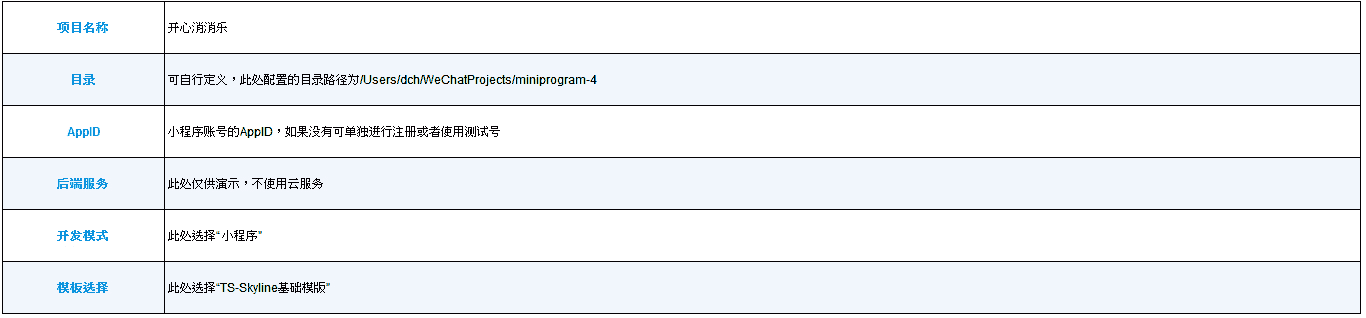 项目名称 开心消消乐
目录 可自行定义，此处配置的目录路径为/Users/dch/WeChatProjects/miniprogram-4
AppID 小程序账号的AppID，如果没有可单独进行注册或者使用测试号
后端服务 此处仅供演示，不使用云服务
开发模式 此处选择“小程序”
模板选择 此处选择“TS-Skyline基础模版”